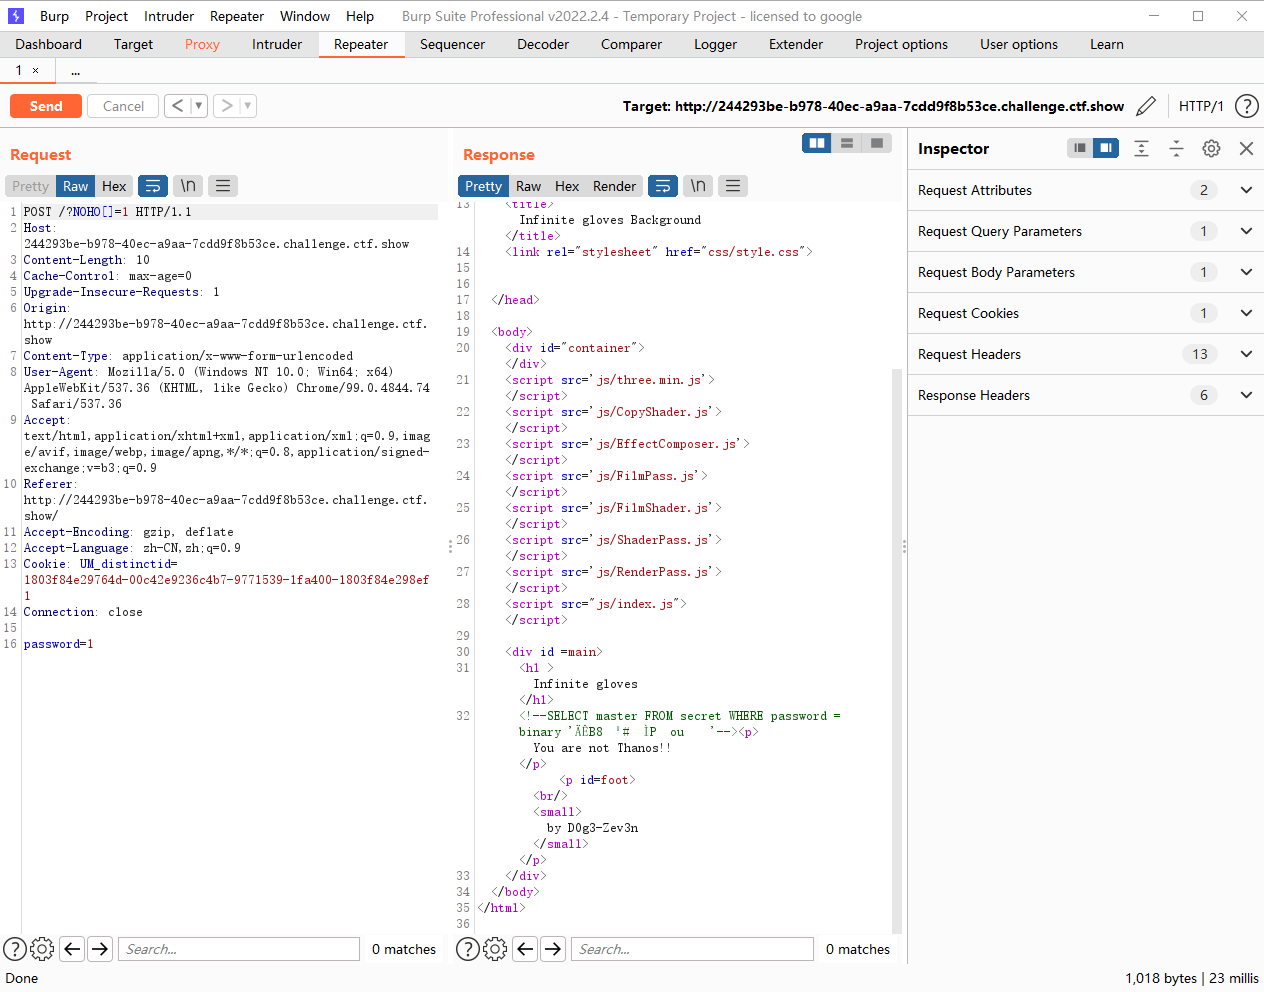 Burp Project Intruder Repeater Window Help Burp Suite Professional v2022.2.4 - Temporary Project - licensed to google
Dashboard Target Proxy Intruder Repeater Sequencer Decoder Comparer Logger Extender Project options User options Learn
1 × ...
Send Cancel < > Target: http://244293be-b978-40ec-a9aa-7cdd9f8b53ce.challenge.ctf.show HTTP/1 ?
Request
Pretty Raw Hex \n
1 POST /?NOHO[]=1 HTTP/1.1
2 Host:
244293be-b978-40ec-a9aa-7cdd9f8b53ce.challenge.ctf.show
3 Content-Length: 10
4 Cache-Control: max-age=0
5 Upgrade-Insecure-Requests: 1
6 Origin:
http://244293be-b978-40ec-a9aa-7cdd9f8b53ce.challenge.ctf.
show
7 Content-Type: application/x-www-form-urlencoded
8 User-Agent: Mozilla/5.0 (Windows NT 10.0; Win64; x64)
AppleWebKit/537.36 (KHTML, like Gecko) Chrome/99.0.4844.74
Safari/537.36
9 Accept:
text/html,application/xhtml+xml,application/xml;q=0.9,imag
e/avif,image/webp,image/apng,*/*;q=0.8,application/signed-
exchange;v=b3;q=0.9
10 Referer:
http://244293be-b978-40ec-a9aa-7cdd9f8b53ce.challenge.ctf.
show/
11 Accept-Encoding: gzip, deflate
12 Accept-Language: zh-CN,zh;q=0.9
13 Cookie: UM_distinctid=
1803f84e29764d-00c42e9236c4b7-9771539-1fa400-1803f84e298ef
1
14 Connection: close
15
16 password=1
? Search... 0 matches
Response
Pretty Raw Hex Render \n
13 <title>
Infinite gloves Background
</title>
14 <link rel="stylesheet" href="css/style.css">
15
16
17 </head>
18
19 <body>
20 <div id="container">
</div>
21 <script src='js/three.min.js'>
</script>
22 <script src='js/CopyShader.js'>
</script>
23 <script src='js/EffectComposer.js'>
</script>
24 <script src='js/FilmPass.js'>
</script>
25 <script src='js/FilmShader.js'>
</script>
26 <script src='js/ShaderPass.js'>
</script>
27 <script src='js/RenderPass.js'>
</script>
28 <script src="js/index.js">
</script>
29
30 <div id =main>
31 <h1 >
Infinite gloves
</h1>
32 <!--SELECT master FROM secret WHERE password =
binary 'ÄÊB8 '# ÌP ou '--><p>
You are not Thanos!!
</p>
<p id=foot>
<br/>
<small>
by D0g3-Zev3n
</small>
</p>
33 </div>
34 </body>
35 </html>
36
? Search... 0 matches
Inspector
Request Attributes 2
Request Query Parameters 1
Request Body Parameters 1
Request Cookies 1
Request Headers 13
Response Headers 6
Done 1,018 bytes | 23 millis